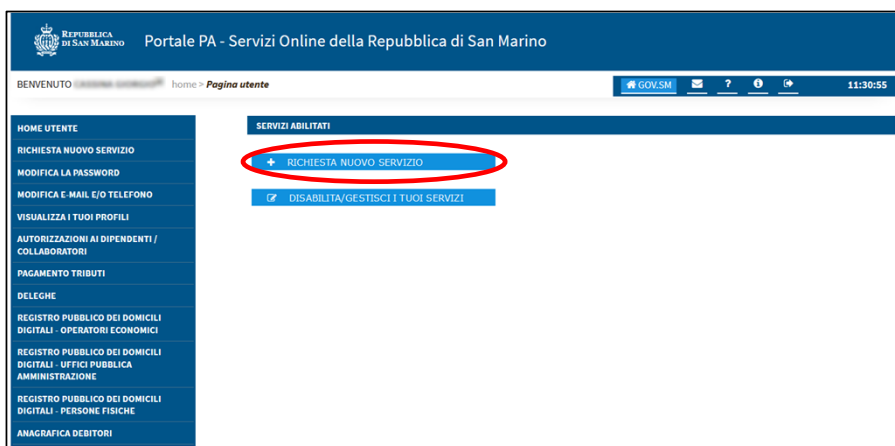 REPUBBLICA
DI SAN MARINO
Portale PA - Servizi Online della Repubblica di San Marino
BENVENUTO home > Pagina utente
GOV.SM ? 11:30:55
HOME UTENTE
RICHIESTA NUOVO SERVIZIO
MODIFICA LA PASSWORD
MODIFICA E-MAIL E/O TELEFONO
VISUALIZZA I TUOI PROFILI
AUTORIZZAZIONI AI DIPENDENTI /
COLLABORATORI
PAGAMENTO TRIBUTI
DELEGHE
REGISTRO PUBBLICO DEI DOMICILI
DIGITALI - OPERATORI ECONOMICI
REGISTRO PUBBLICO DEI DOMICILI
DIGITALI - UFFICI PUBBLICA
AMMINISTRAZIONE
REGISTRO PUBBLICO DEI DOMICILI
DIGITALI - PERSONE FISICHE
ANAGRAFICA DEBITORI
SERVIZI ABILITATI
+ RICHIESTA NUOVO SERVIZIO
DISABILITA/GESTISCI I TUOI SERVIZI